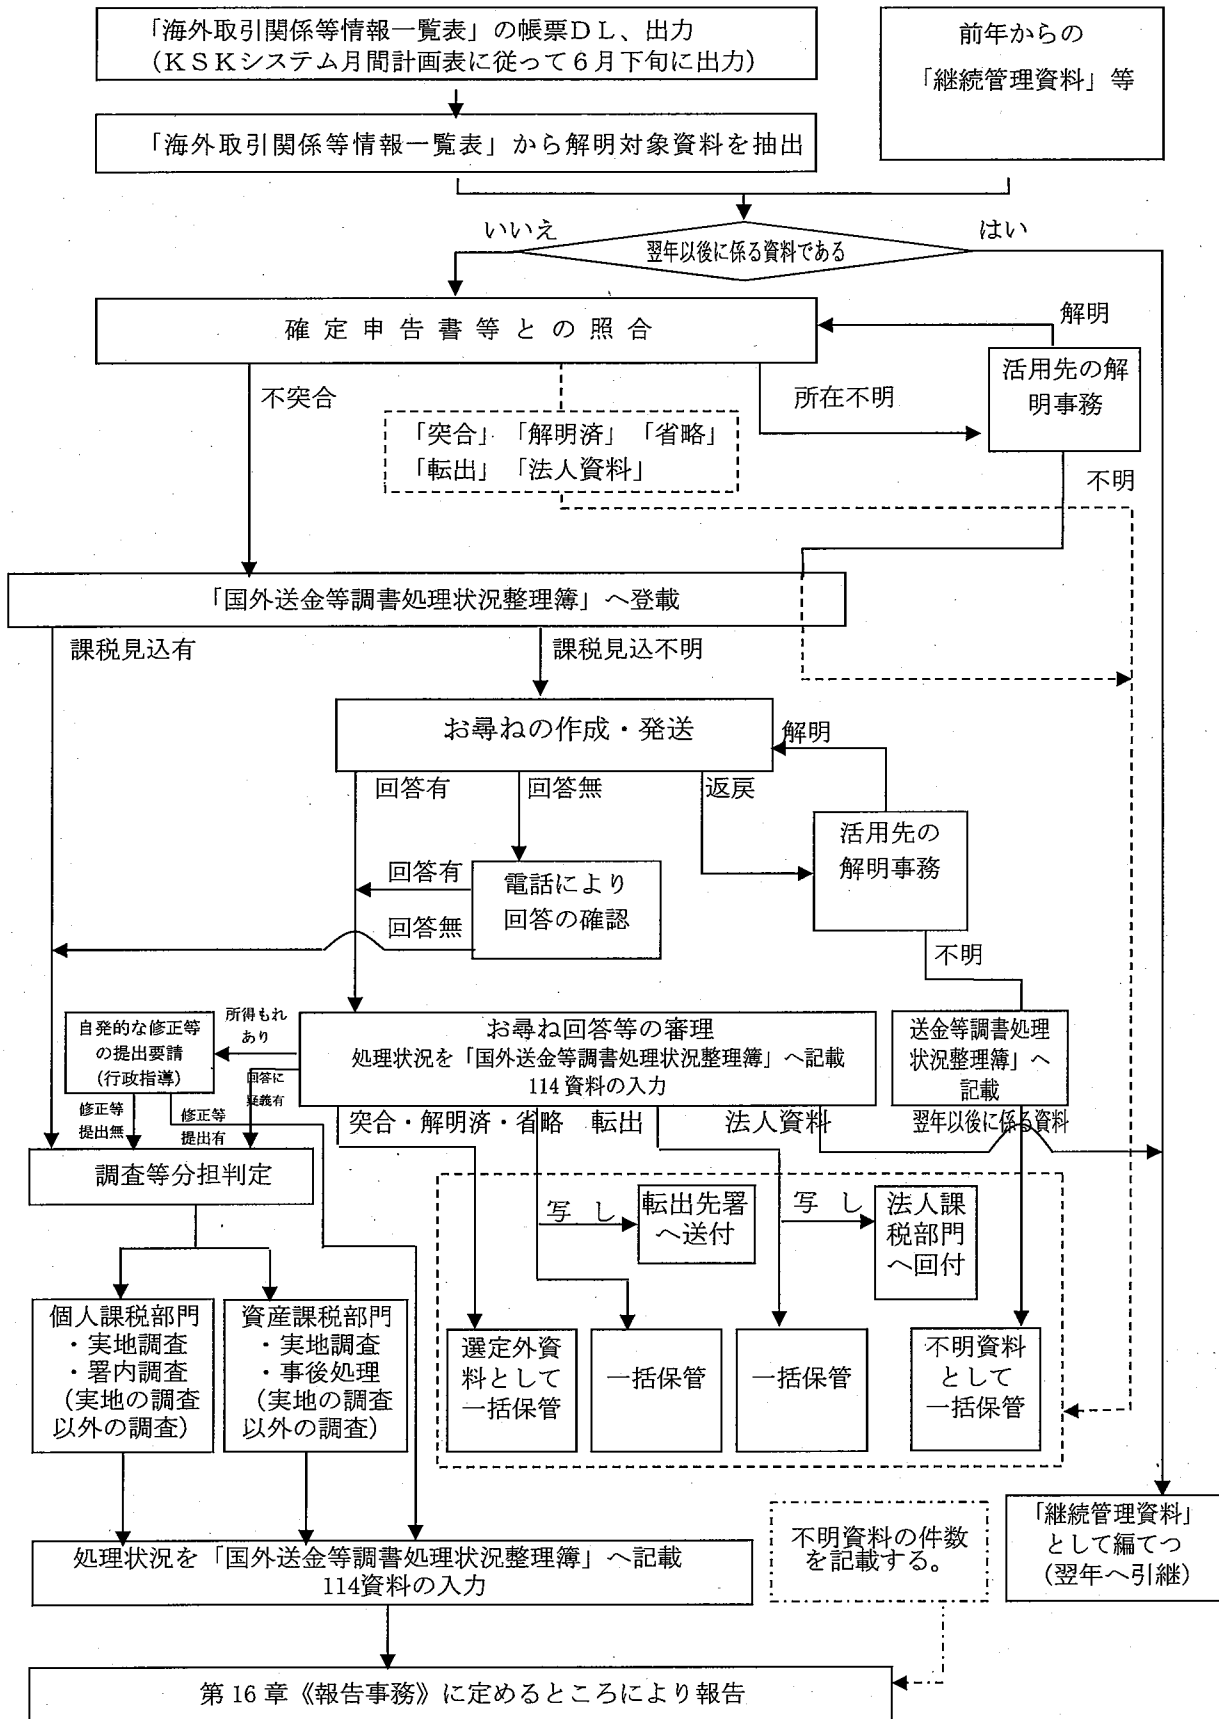 「海外取引関係等情報一覧表」の帳票ＤＬ、出力
（ＫＳＫシステム月間計画表に従って６月下旬に出力）
前年からの
「継続管理資料」等
「海外取引関係等情報一覧表」から解明対象資料を抽出
いいえ
翌年以後に係る資料である
はい
確定申告書等との照合
解明
活用先の解
明事務
不突合
所在不明
「突合」「解明済」「省略」
「転出」「法人資料」
不明
「国外送金等調書処理状況整理簿」へ登載
課税見込有
課税見込不明
お尋ねの作成・発送
解明
回答有
回答無
返戻
活用先の
解明事務
回答有
電話により
回答の確認
回答無
不明
自発的な修正等
の提出要請
（行政指導）
所得もれ
あり
お尋ね回答等の審理
処理状況を「国外送金等調書処理状況整理簿」へ記載
114資料の入力
送金等調書処理
状況整理簿」へ
記載
回答に
疑義有
修正等
提出無
修正等
提出有
突合・解明済・省略
転出
法人資料
翌年以後に係る資料
調査等分担判定
写し
転出先署
へ送付
写し
法人課
税部門
へ回付
個人課税部門
・実地調査
・署内調査
（実地の調査
以外の調査）
資産課税部門
・実地調査
・事後処理
（実地の調査
以外の調査）
選定外資
料として
一括保管
一括保管
一括保管
不明資料
として
一括保管
処理状況を「国外送金等調書処理状況整理簿」へ記載
114資料の入力
不明資料の件数
を記載する。
「継続管理資料」
として編てつ
（翌年へ引継）
第16章《報告事務》に定めるところにより報告